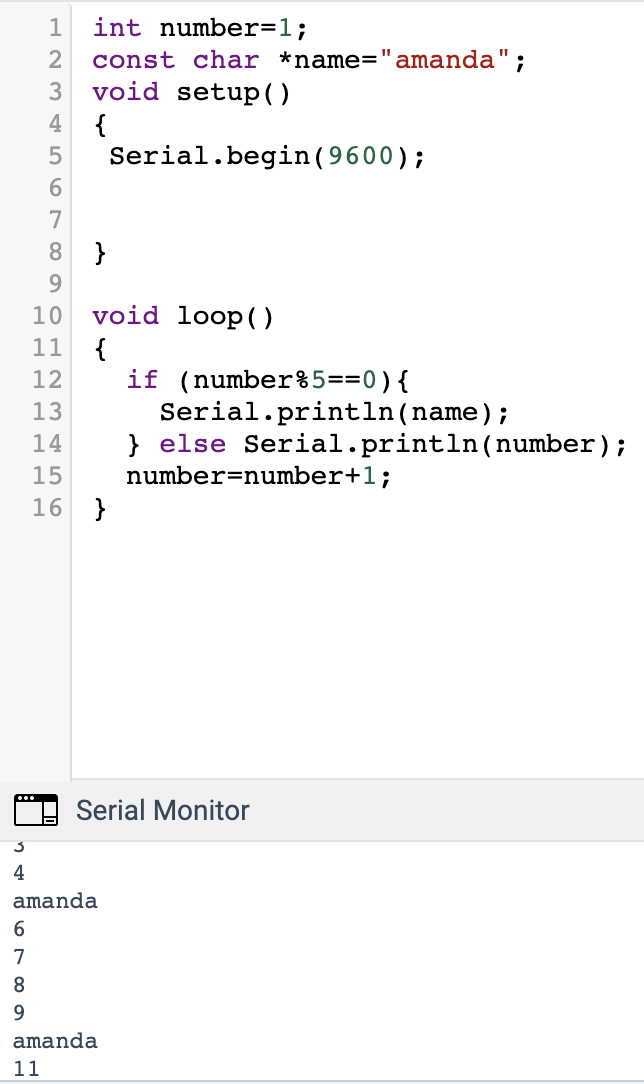 1 int number=1;
2 const char *name="amanda";
3 void setup()
4 {
5  Serial.begin(9600);
6
7
8 }
9
10 void loop()
11 {
12   if (number%5==0){
13     Serial.println(name);
14   } else Serial.println(number);
15   number=number+1;
16 }
Serial Monitor
3
4
amanda
6
7
8
9
amanda
11